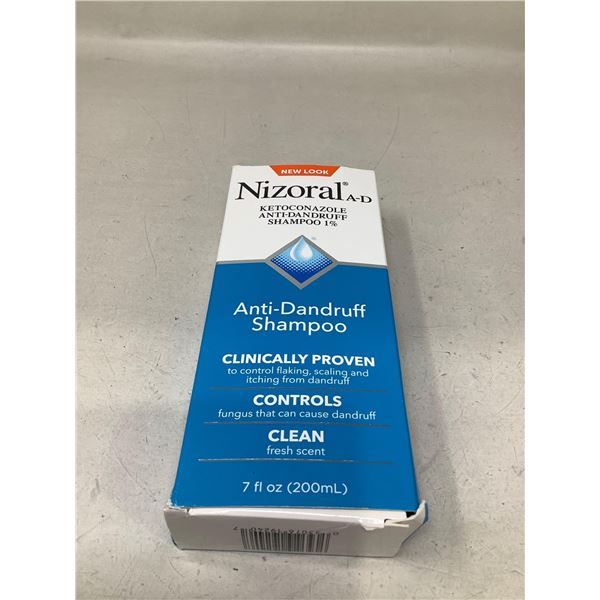 NEW LOOK
Nizoral® A-D
KETOCONAZOLE
ANTI-DANDRUFF
SHAMPOO 1%
Anti-Dandruff
Shampoo
CLINICALLY PROVEN
to control flaking, scaling and
itching from dandruff
CONTROLS
fungus that can cause dandruff
CLEAN
fresh scent
7 fl oz (200mL)